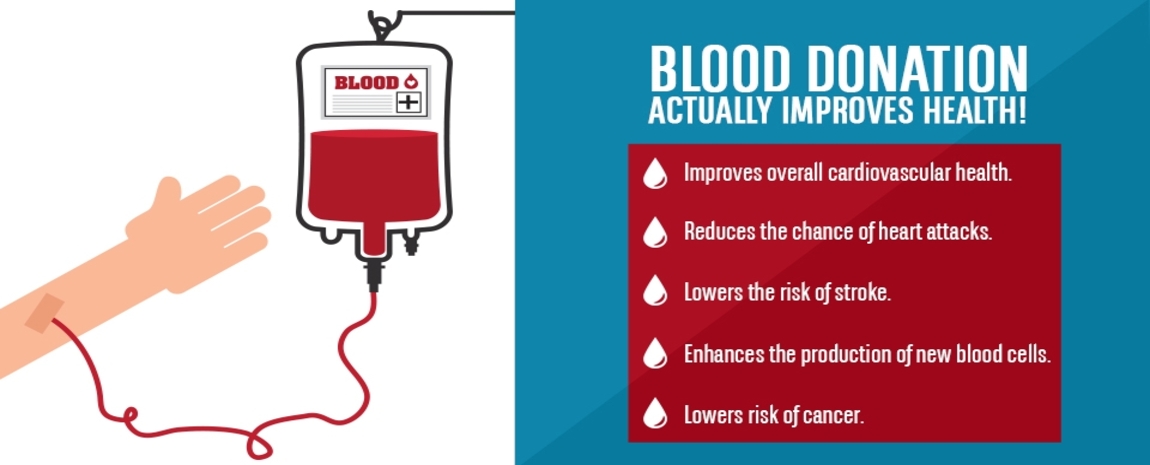 BLOOD
BLOOD DONATION
ACTUALLY IMPROVES HEALTH!
Improves overall cardiovascular health.
Reduces the chance of heart attacks.
Lowers the risk of stroke.
Enhances the production of new blood cells.
Lowers risk of cancer.